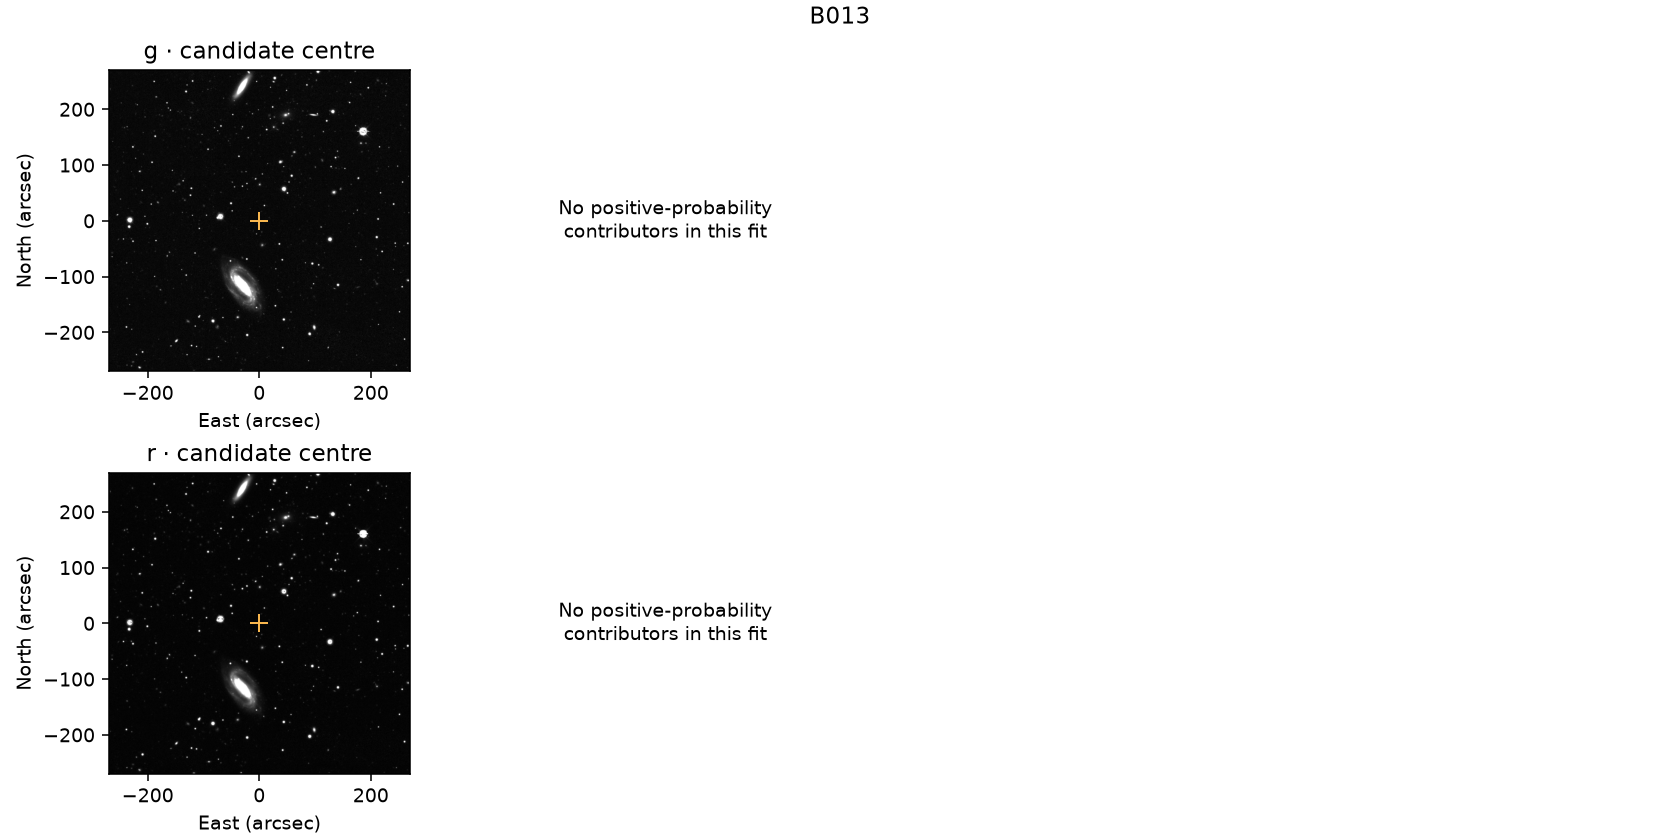 B013
g · candidate centre
North (arcsec)
200
100
0
−100
−200
−200
0
200
East (arcsec)
No positive-probability
contributors in this fit
r · candidate centre
North (arcsec)
200
100
0
−100
−200
−200
0
200
East (arcsec)
No positive-probability
contributors in this fit